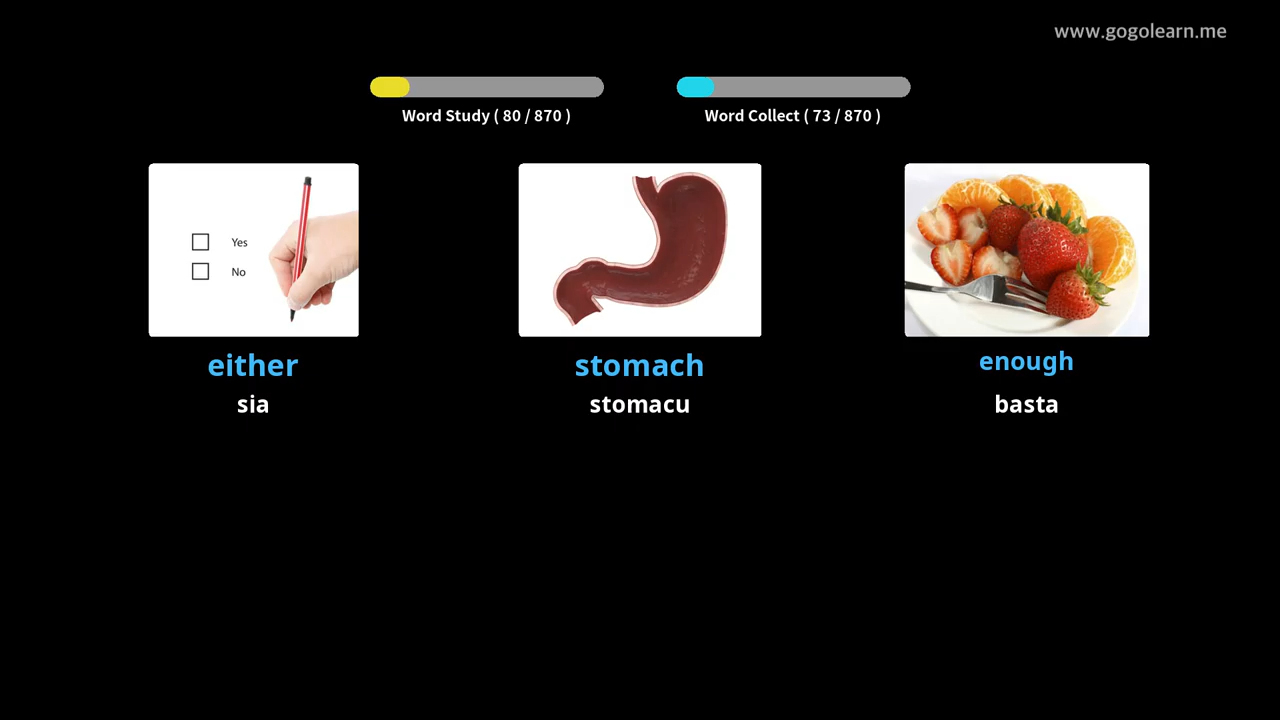 www.gogolearn.me
Word Study ( 80 / 870 )
Word Collect ( 73 / 870 )
Yes
No
either
sia
stomach
stomacu
enough
basta